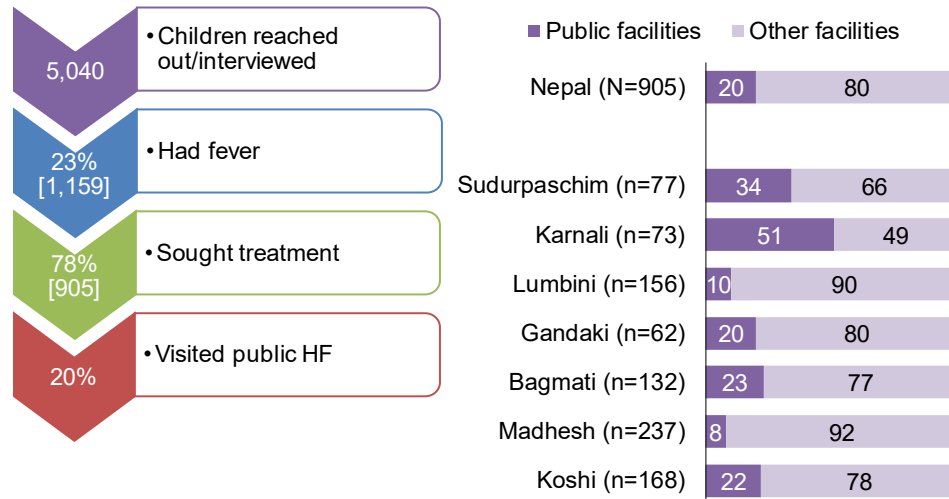 5,040
• Children reached
out/interviewed
23%
[1,159]
• Had fever
78%
[905]
• Sought treatment
20%
• Visited public HF
Public facilities Other facilities
Nepal (N=905) 20 80
Sudurpaschim (n=77) 34 66
Karnali (n=73) 51 49
Lumbini (n=156) 10 90
Gandaki (n=62) 20 80
Bagmati (n=132) 23 77
Madhesh (n=237) 8 92
Koshi (n=168) 22 78